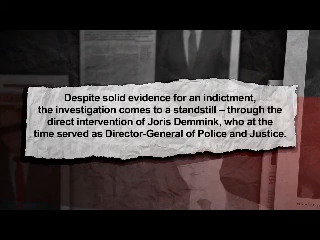 Despite solid evidence for an indictment,
the investigation comes to a standstill – through the
direct intervention of Joris Demmink, who at the
time served as Director-General of Police and Justice.